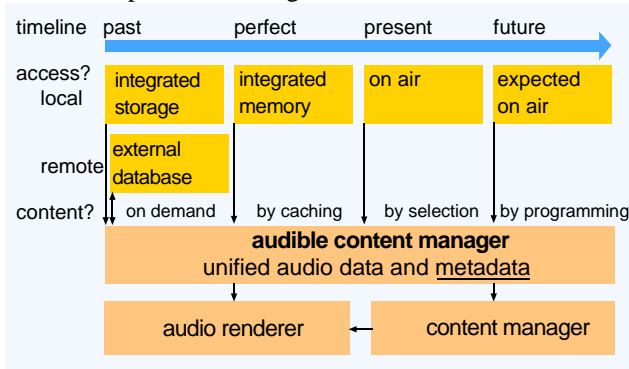 timeline past perfect present future
access?
local
integrated storage
integrated memory
on air
expected on air
remote
external database
content? on demand by caching by selection by programming
audible content manager
unified audio data and metadata
audio renderer
content manager